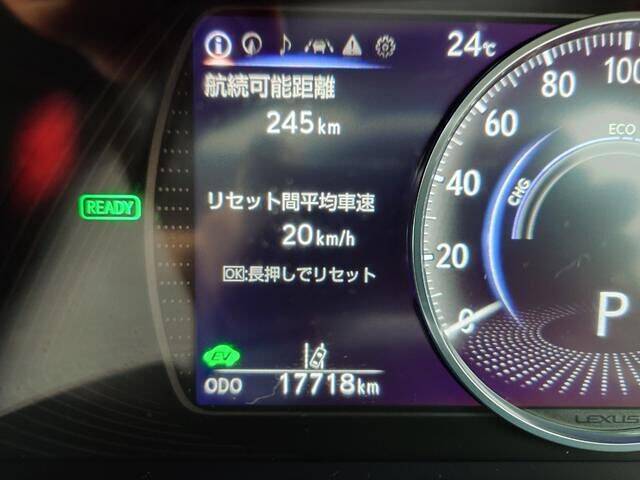 24℃
航続可能距離
245km
リセット間平均車速
20km/h
OK:長押しでリセット
READY
EV
ODO 17718km
100
80
60
40
20
0
ECO
CHG
P
LEXUS